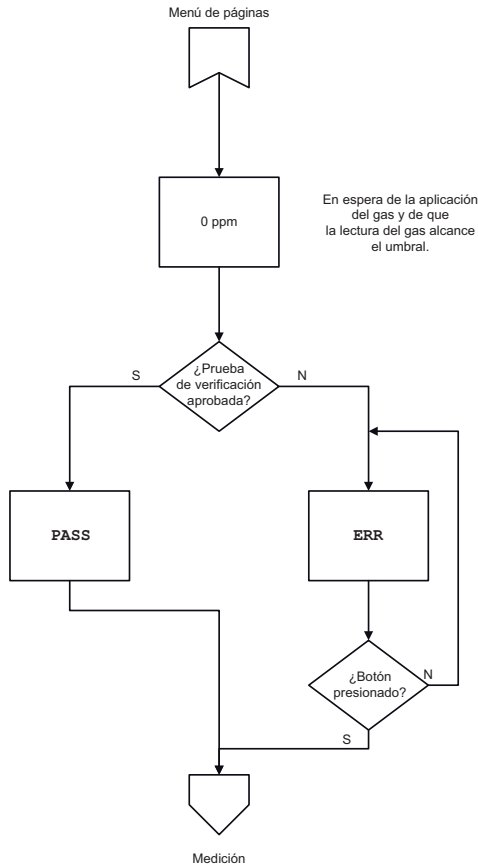 Menú de páginas
0 ppm
En espera de la aplicación
del gas y de que
la lectura del gas alcance
el umbral.
¿Prueba
de verificación
aprobada?
S
N
PASS
ERR
¿Botón
presionado?
N
S
Medición